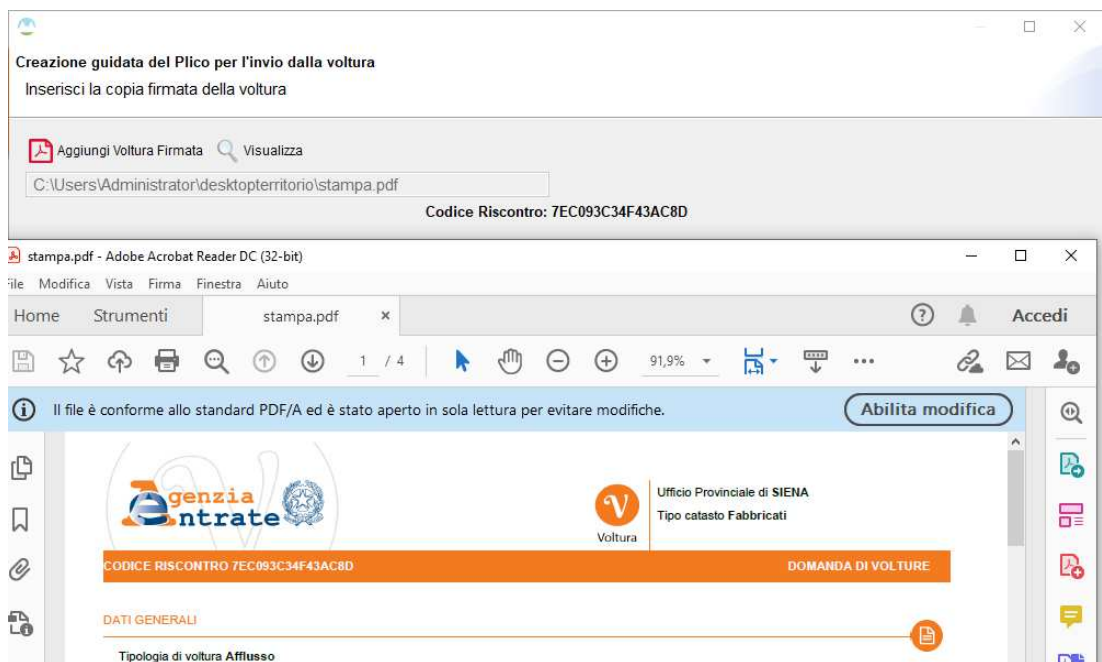 Creazione guidata del Plico per l'invio dalla voltura
Inserisci la copia firmata della voltura
Aggiungi Voltura Firmata Visualizza
C:\Users\Administrator\desktopterritorio\stampa.pdf
Codice Riscontro: 7EC093C34F43AC8D
stampa.pdf - Adobe Acrobat Reader DC (32-bit)
File Modifica Vista Firma Finestra Aiuto
Home Strumenti stampa.pdf × Accedi
1 / 4 91,9%
Il file è conforme allo standard PDF/A ed è stato aperto in sola lettura per evitare modifiche. Abilita modifica
Agenzia
Entrate
Voltura
Ufficio Provinciale di SIENA
Tipo catasto Fabbricati
CODICE RISCONTRO 7EC093C34F43AC8D DOMANDA DI VOLTURE
DATI GENERALI
Tipologia di voltura Afflusso